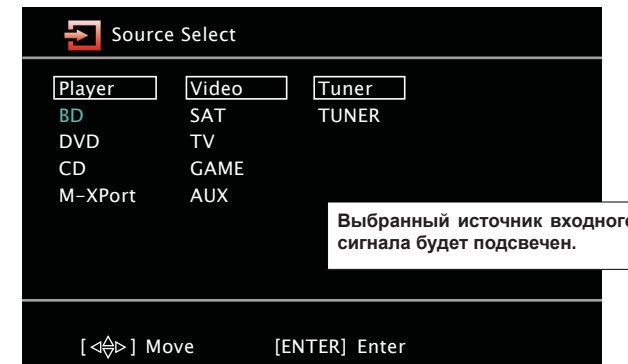 Source Select
Player Video Tuner
BD SAT TUNER
DVD TV
CD GAME
M-XPort AUX
Выбранный источник входного
сигнала будет подсвечен.
[◁△▽▷] Move [ENTER] Enter